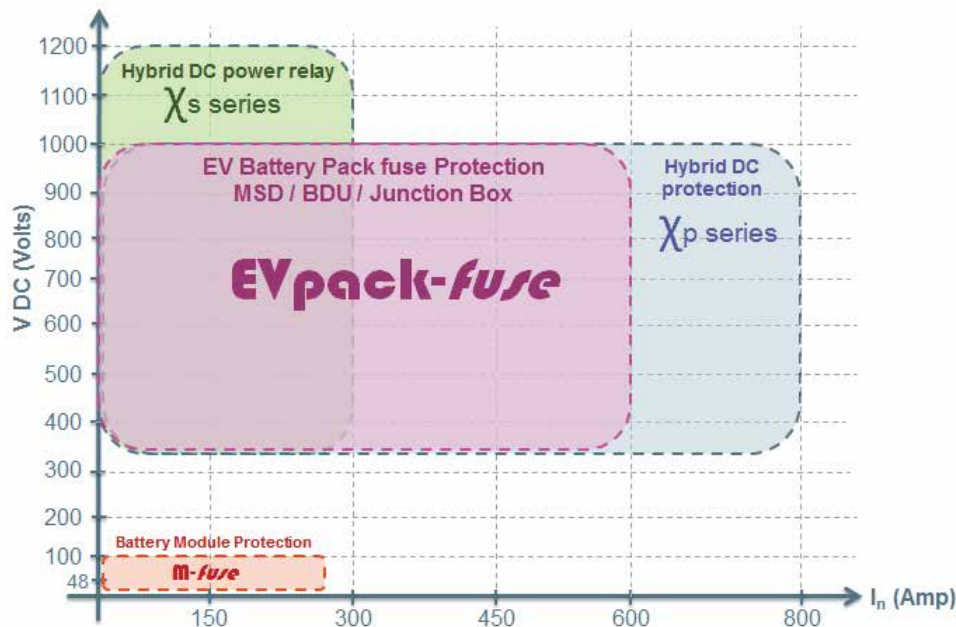 1200
1100
1000
900
800
700
600
500
400
300
200
100
48
V DC (Volts)
Hybrid DC power relay
χs series
EV Battery Pack fuse Protection
MSD / BDU / Junction Box
EVpack-fuse
Hybrid DC
protection
χp series
Battery Module Protection
M-fuse
150
300
450
600
800
In (Amp)